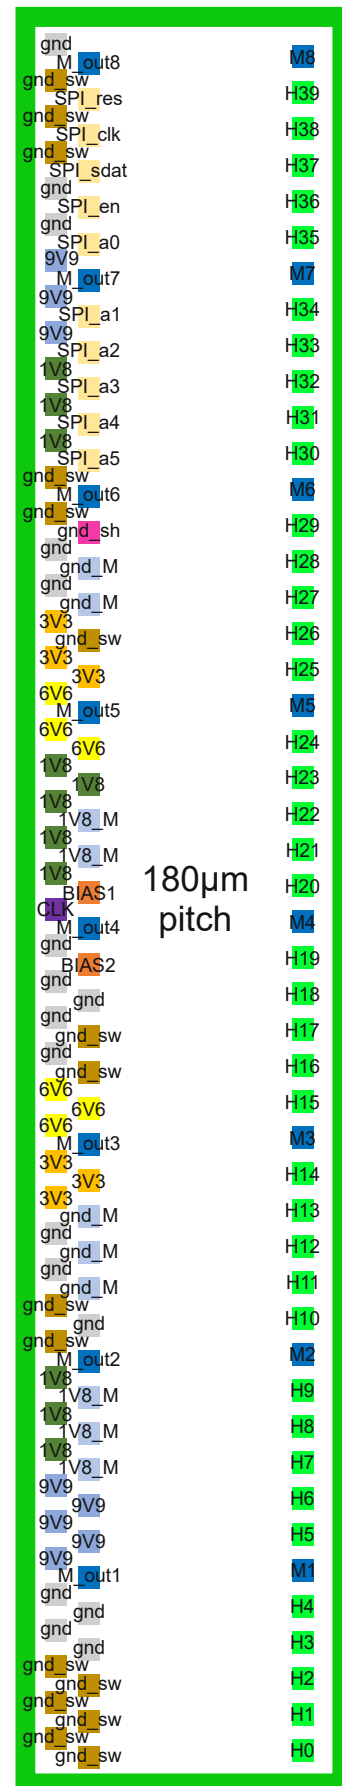 gnd
M_out8 M8
gnd_sw
SPI_res H39
gnd_sw
SPI_clk H38
gnd_sw
SPI_sdat H37
gnd
SPI_en H36
gnd
SPI_a0 H35
9V9
M_out7 M7
9V9
SPI_a1 H34
9V9
SPI_a2 H33
1V8
SPI_a3 H32
1V8
SPI_a4 H31
1V8
SPI_a5 H30
gnd_sw
M_out6 M6
gnd_sw
gnd_sh H29
gnd
gnd_M H28
gnd
gnd_M H27
3V3
gnd_sw H26
3V3
3V3 H25
6V6
M_out5 M5
6V6
6V6 H24
1V8
1V8 H23
1V8
1V8_M H22
1V8
1V8_M H21
1V8
BIAS1 H20
180µm
pitch
CLK
M_out4 M4
gnd
BIAS2 H19
gnd
gnd H18
gnd
gnd_sw H17
gnd
gnd_sw H16
6V6
6V6 H15
6V6
M_out3 M3
3V3
3V3 H14
3V3
gnd_M H13
gnd
gnd_M H12
gnd
gnd_M H11
gnd_sw
gnd H10
gnd_sw
M_out2 M2
1V8
1V8_M H9
1V8
1V8_M H8
1V8
1V8_M H7
9V9
9V9 H6
9V9
9V9 H5
9V9
M_out1 M1
gnd
gnd H4
gnd
gnd H3
gnd_sw
gnd_sw H2
gnd_sw
gnd_sw H1
gnd_sw
gnd_sw H0